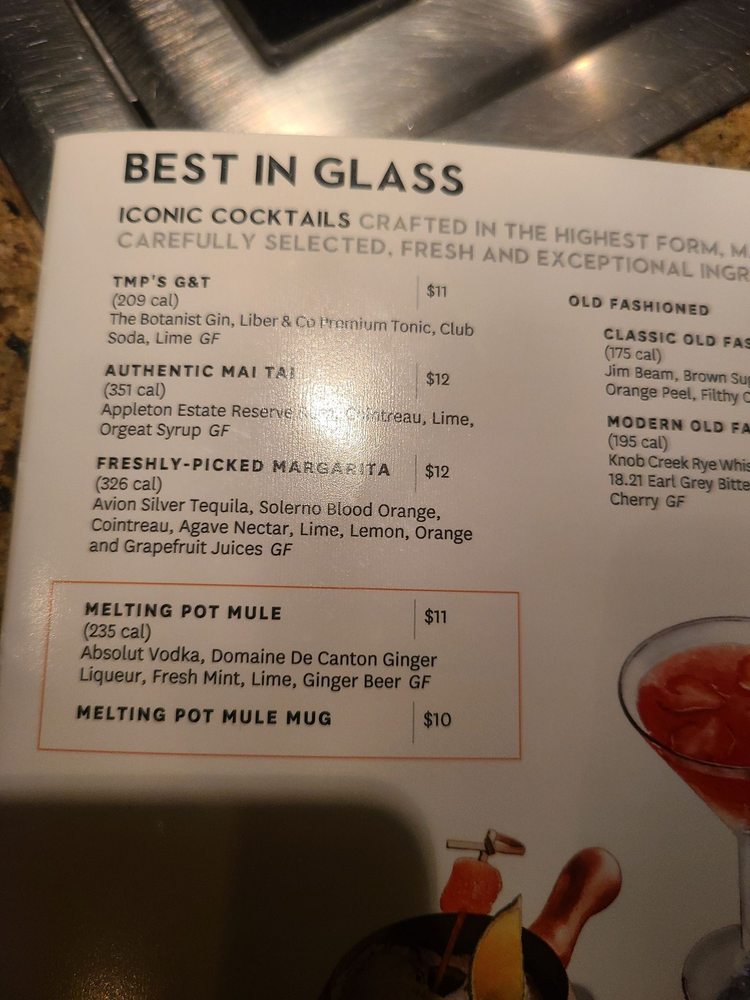 BEST IN GLASS
ICONIC COCKTAILS CRAFTED IN THE HIGHEST FORM,
CAREFULLY SELECTED, FRESH AND EXCEPTIONAL
TMP'S G&T $11
(209 cal)
The Botanist Gin, Liber & Co Premium Tonic, Club
Soda, Lime GF
AUTHENTIC MAI TAI $12
(351 cal)
Appleton Estate Reserve Rum, Cointreau, Lime,
Orgeat Syrup GF
FRESHLY-PICKED MARGARITA $12
(326 cal)
Avion Silver Tequila, Solerno Blood Orange,
Cointreau, Agave Nectar, Lime, Lemon, Orange
and Grapefruit Juices GF
MELTING POT MULE $11
(235 cal)
Absolut Vodka, Domaine De Canton Ginger
Liqueur, Fresh Mint, Lime, Ginger Beer GF
MELTING POT MULE MUG $10
OLD FASHIONED
CLASSIC OLD
(175 cal)
Jim Beam, Brown
Orange Peel, Filthy
MODERN OLD
(195 cal)
Knob Creek Rye
18.21 Earl Grey
Cherry GF